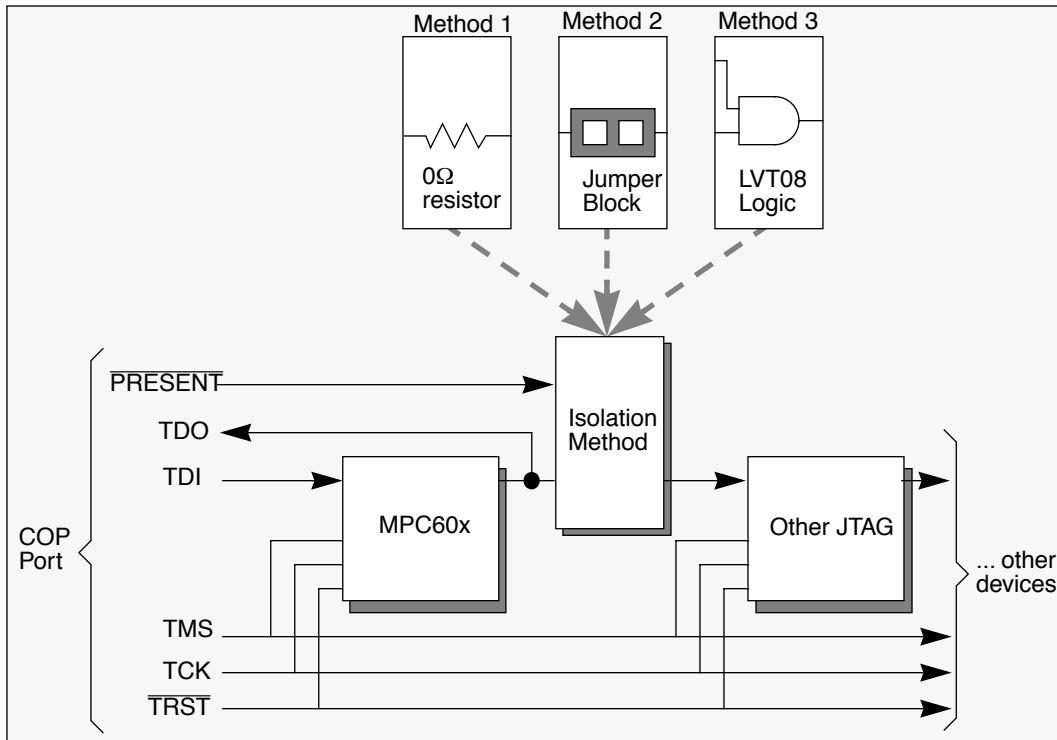 Method 1
Method 2
Method 3
0Ω
resistor
Jumper
Block
LVT08
Logic
PRESENT
TDO
TDI
Isolation
Method
MPC60x
Other JTAG
COP
Port
... other
devices
TMS
TCK
TRST